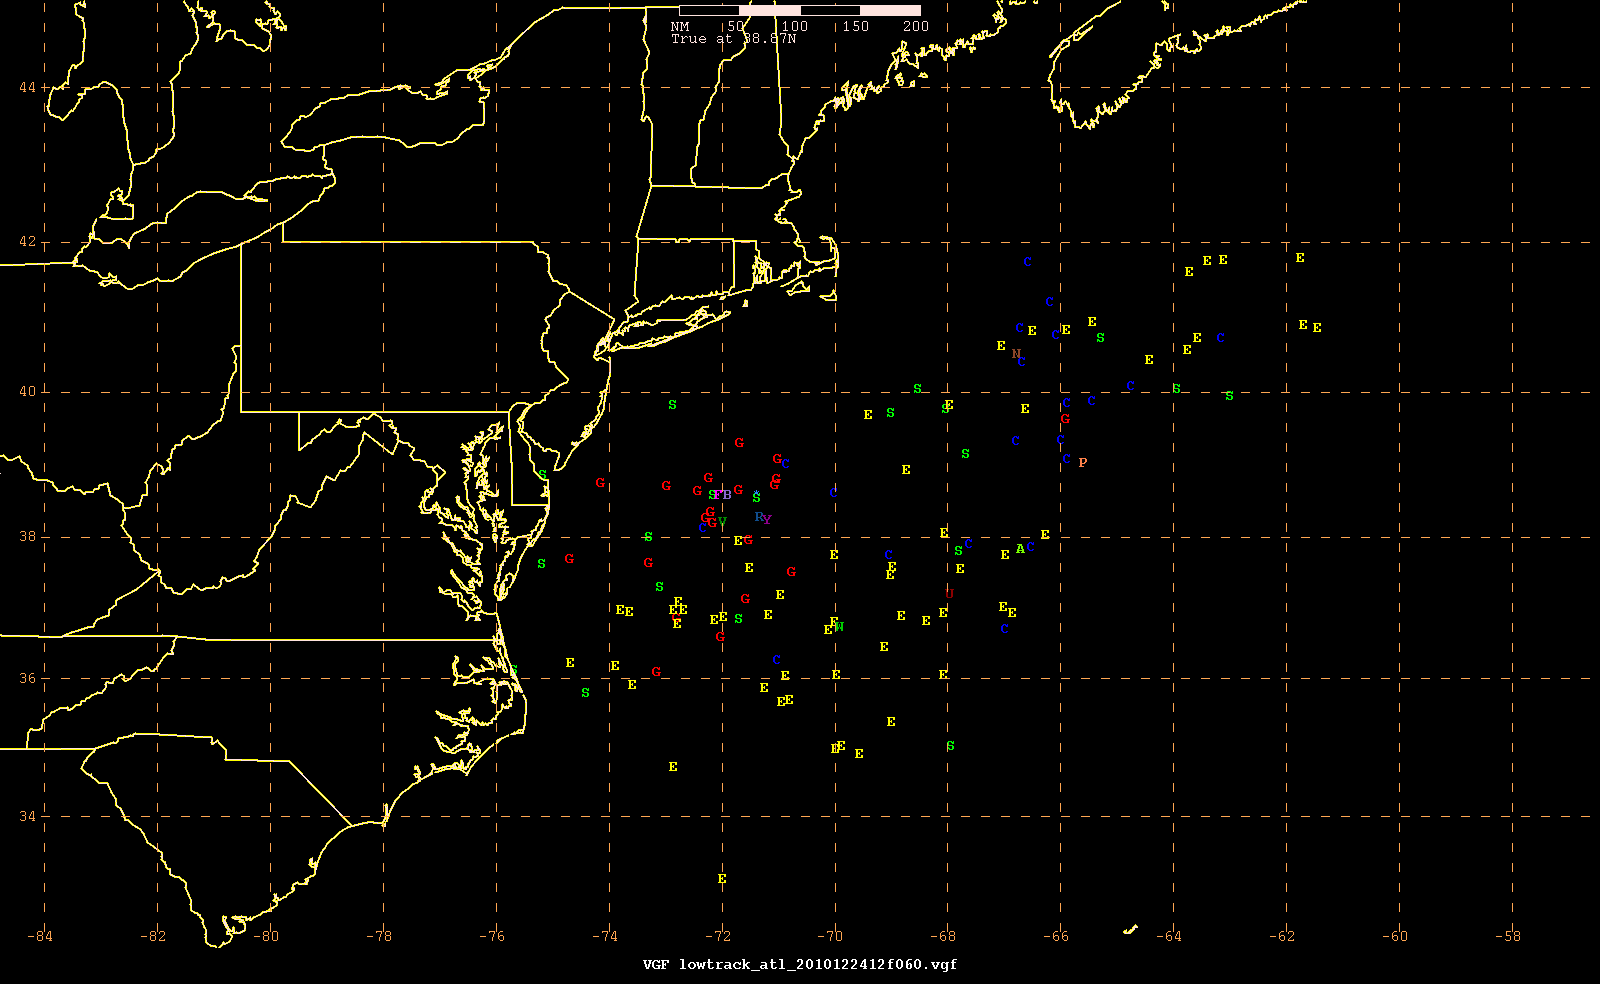 NM 50 100 150 200
True at 38.87N
44
C
E E E
E
42
C
E
C E E
C S
E E
E C
E
N
C
E
C
S S
S
40
S
E S S E
E
C C
G
G
C C
S
G C
C P
E
S
G
G G G G G
S F B S
C
G
G G V R Y
C
S
E E
38
G E
G
S A C
C
C E E
S
G
E E G
E E
S
E
E
G
U
E E E E E
E E
E E
G E
E S
E
E
E
E W
E
C
G
E
E
E
C
S
G
E E
36
S E
E
E
E E
E
E E
S
E
E
34
E
-84 -82 -80 -78 -76 -74 -72 -70 -68 -66 -64 -62 -60 -58
VGF lowtrack_atl_2010122412f060.vgf